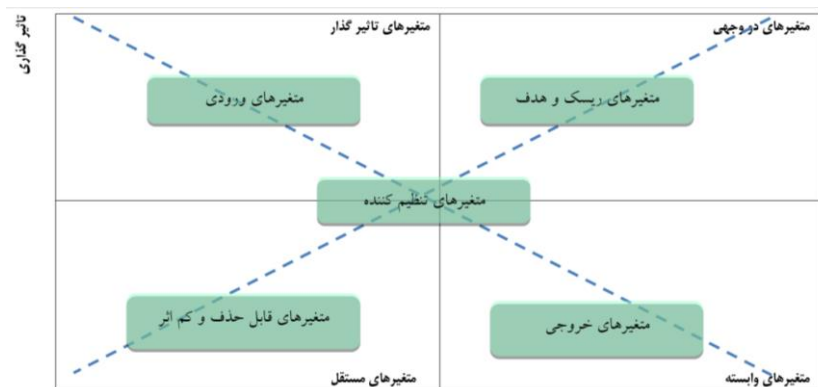 متغیرهای دووجهی
متغیرهای تاثیر گذار
تاثیر گذاری
متغیرهای ریسک و هدف
متغیرهای ورودی
متغیرهای تنظیم کننده
متغیرهای خروجی
متغیرهای قابل حذف و کم اثر
متغیرهای وابسته
متغیرهای مستقل